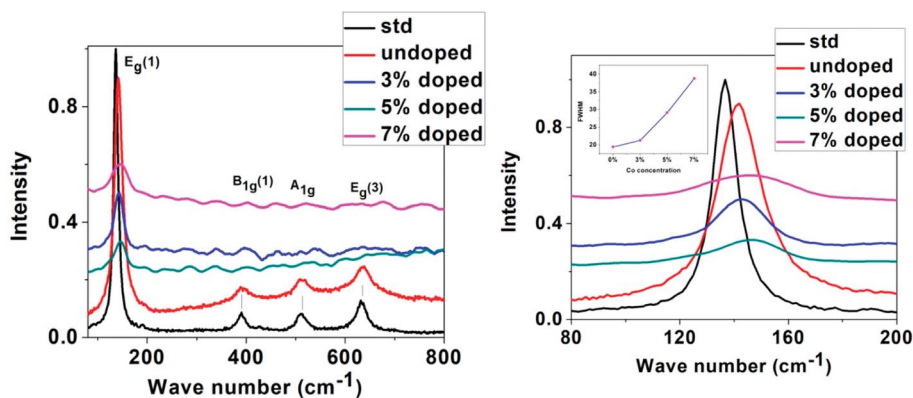 std
undoped
3% doped
5% doped
7% doped
E₉(1)
B₁g(1)
A₁g
Eg(3)
0.8
0.4
0.0
Intensity
200
400
600
800
Wave number (cm⁻¹)
std
undoped
3% doped
5% doped
7% doped
40
35
30
25
20
FWHM
0%
3%
5%
7%
Co concentration
0.8
0.4
0.0
Intensity
80
120
160
200
Wave number (cm⁻¹)